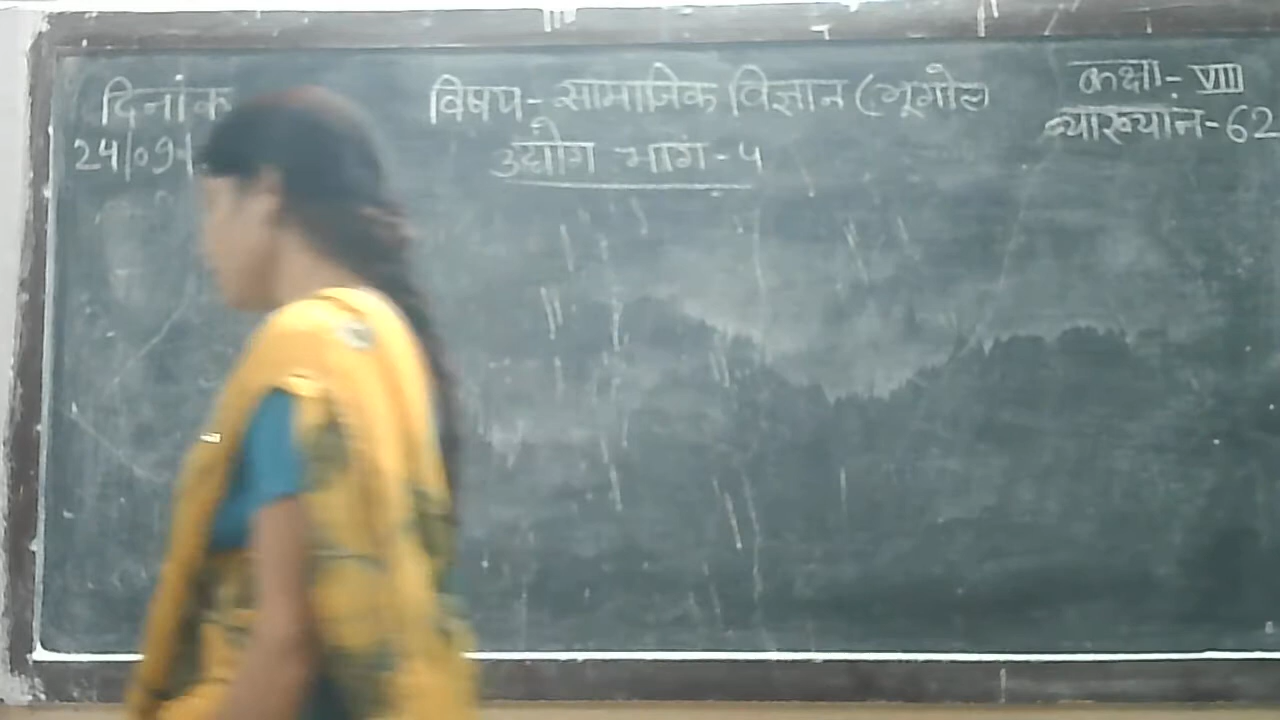 दिनांक
24/09/
विषय - सामाजिक विज्ञान (भूगोल
उद्योग भाग - 5
कक्षा - VIII
व्याख्यान - 62